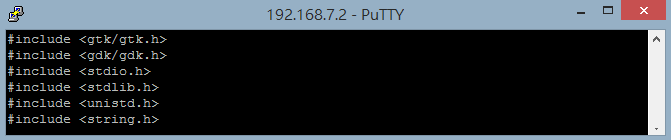 192.168.7.2 - PuTTY
#include <gtk/gtk.h>
#include <gdk/gdk.h>
#include <stdio.h>
#include <stdlib.h>
#include <unistd.h>
#include <string.h>